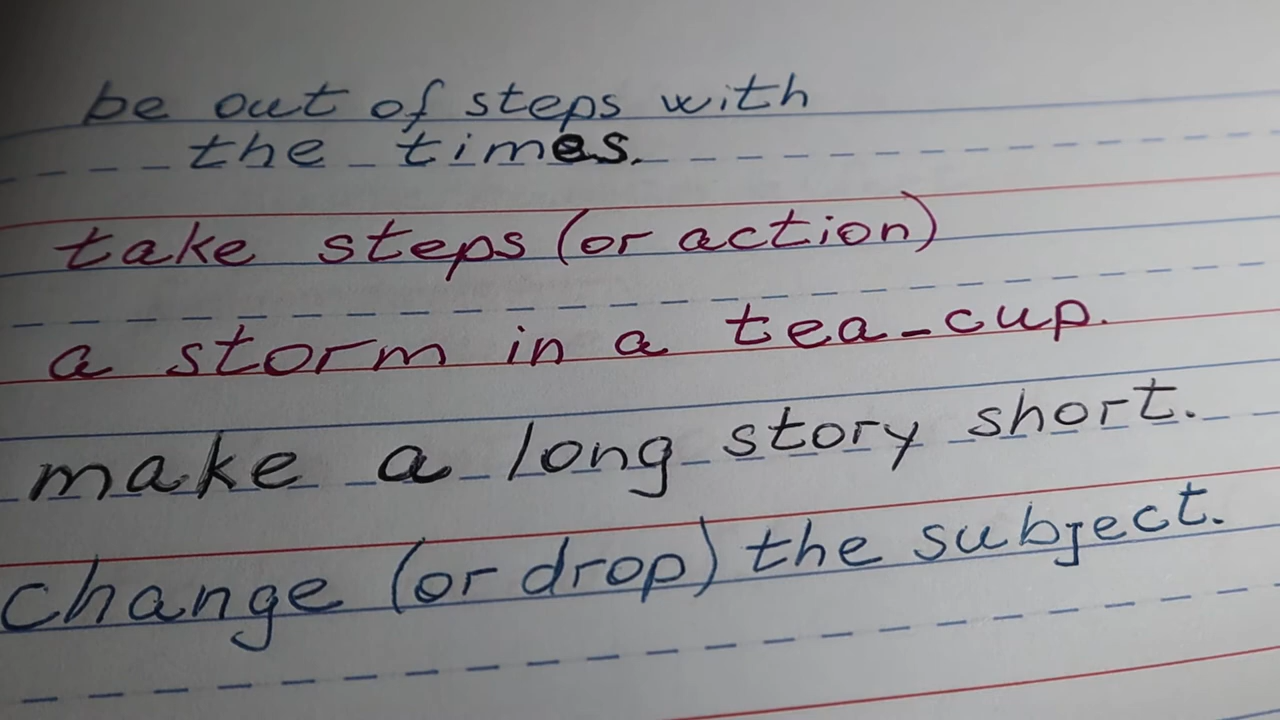 be out of steps with
the times.
take steps (or action)
a storm in a tea-cup.
make a long story short.
change (or drop) the subject.